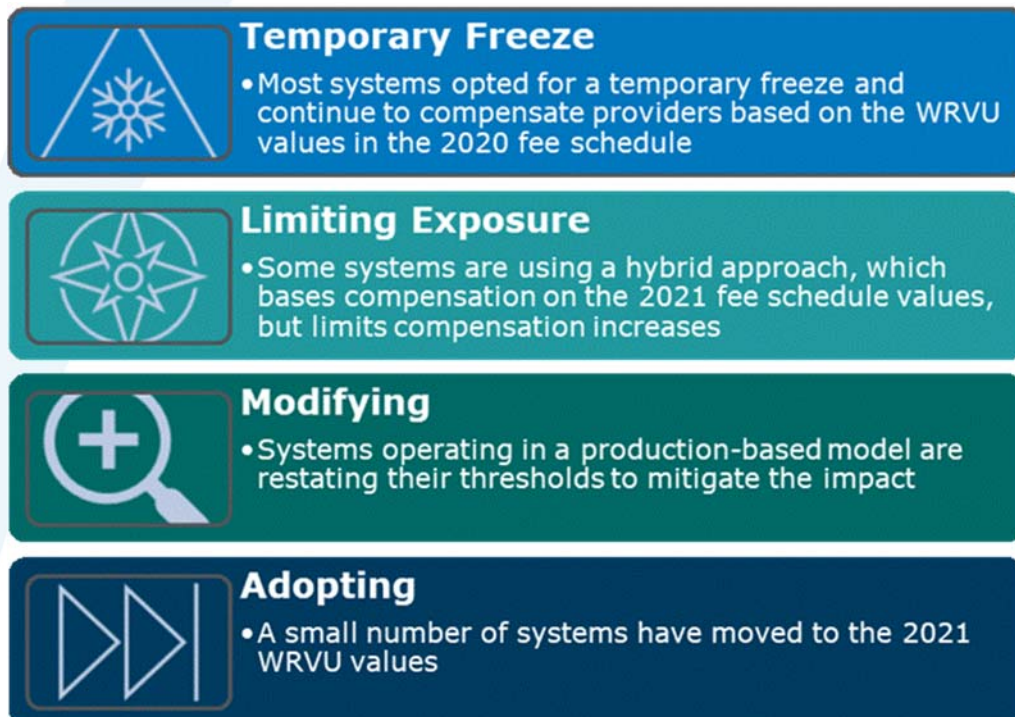 Temporary Freeze
•Most systems opted for a temporary freeze and
continue to compensate providers based on the WRVU
values in the 2020 fee schedule
Limiting Exposure
•Some systems are using a hybrid approach, which
bases compensation on the 2021 fee schedule values,
but limits compensation increases
Modifying
•Systems operating in a production-based model are
restating their thresholds to mitigate the impact
Adopting
•A small number of systems have moved to the 2021
WRVU values